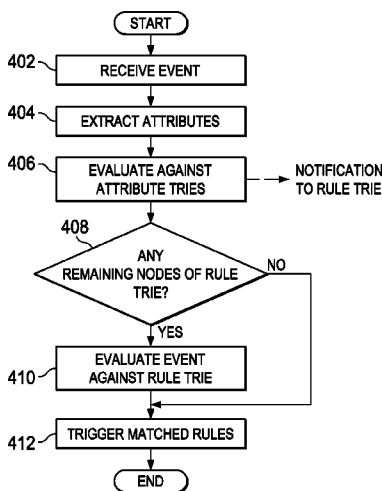 START
402
RECEIVE EVENT
404
EXTRACT ATTRIBUTES
406
EVALUATE AGAINST
ATTRIBUTE TRIES
NOTIFICATION
TO RULE TRIE
408
ANY
REMAINING NODES OF RULE
TRIE?
NO
YES
410
EVALUATE EVENT
AGAINST RULE TRIE
412
TRIGGER MATCHED RULES
END